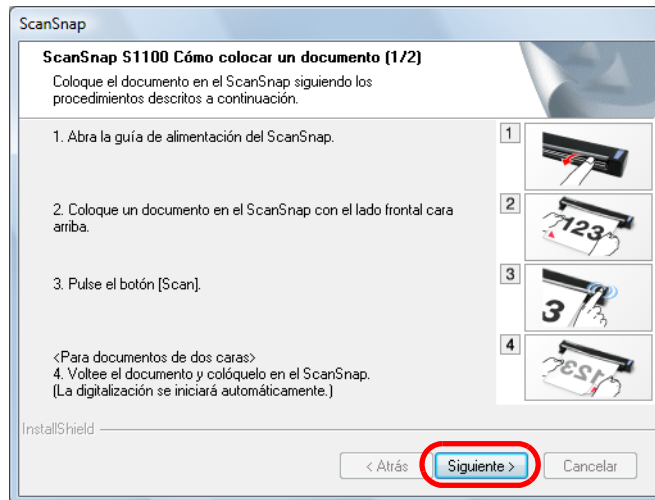 ScanSnap
ScanSnap S1100 Cómo colocar un documento (1/2)
Coloque el documento en el ScanSnap siguiendo los
procedimientos descritos a continuación.
1. Abra la guía de alimentación del ScanSnap.
1
2. Coloque un documento en el ScanSnap con el lado frontal cara
arriba.
2
123
3. Pulse el botón [Scan].
3
3
<Para documentos de dos caras>
4. Voltee el documento y colóquelo en el ScanSnap.
(La digitalización se iniciará automáticamente.)
4
123
InstallShield
< Atrás
Siguiente >
Cancelar